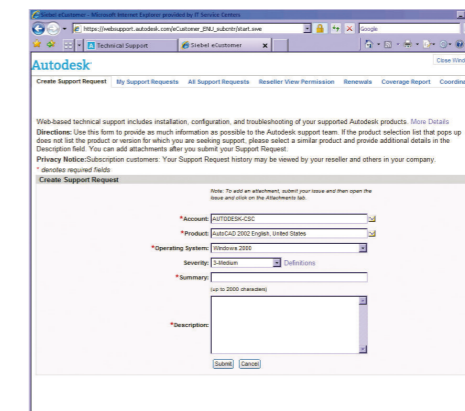 Siebel eCustomer - Microsoft Internet Explorer provided by IT Service Centers
https://websupport.autodesk.com/eCustomer_ENU_subcntr/start.swe
Google
Technical Support
Siebel eCustomer
Autodesk
Close Wind
Create Support Request My Support Requests All Support Requests Reseller View Permission Renewals Coverage Report Coordina
Web-based technical support includes installation, configuration, and troubleshooting of your supported Autodesk products. More Details
Directions: Use this form to provide as much information as possible to the Autodesk support team. If the product selection list that pops up
does not list the product or version for which you are seeking support, please select a similar product and provide additional details in the
Description field. You can add attachments after you submit your Support Request.
Privacy Notice:Subscription customers: Your Support Request history may be viewed by your reseller and others in your company.
* denotes required fields
Create Support Request
Note: To add an attachment, submit your issue and then open the
issue and click on the Attachments tab.
*Account: AUTODESK-CSC
*Product: AutoCAD 2002 English, United States
*Operating System: Windows 2000
Severity: 3-Medium Definitions
*Summary:
(up to 2000 characters)
*Description:
Submit Cancel